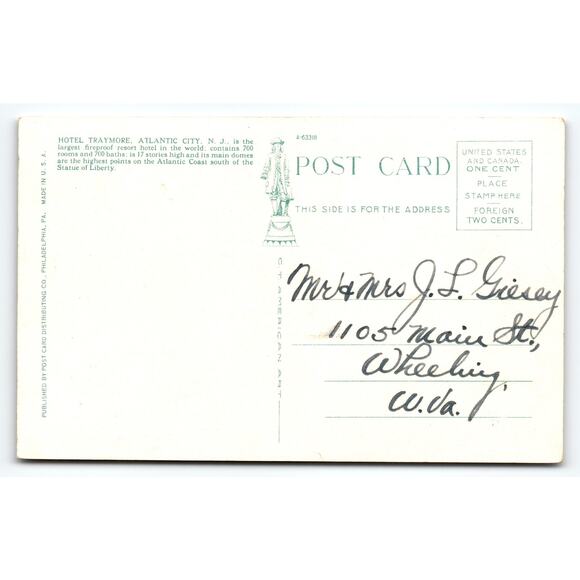 HOTEL TRAYMORE, ATLANTIC CITY, N. J., is the
largest fireproof resort hotel in the world: contains 700
rooms and 700 baths: is 17 stories high and its main domes
are the highest points on the Atlantic Coast south of the
Statue of Liberty.
PUBLISHED BY POST CARD DISTRIBUTING CO., PHILADELPHIA, PA. MADE IN U. S. A.
A-63318
POST CARD
THIS SIDE IS FOR THE ADDRESS
UNITED STATES
AND CANADA
ONE CENT
PLACE
STAMP HERE
FOREIGN
TWO CENTS.
AMERICAN ART
Mr & Mrs J. L. Giesey
1105 Main St.,
Wheeling,
W. Va.